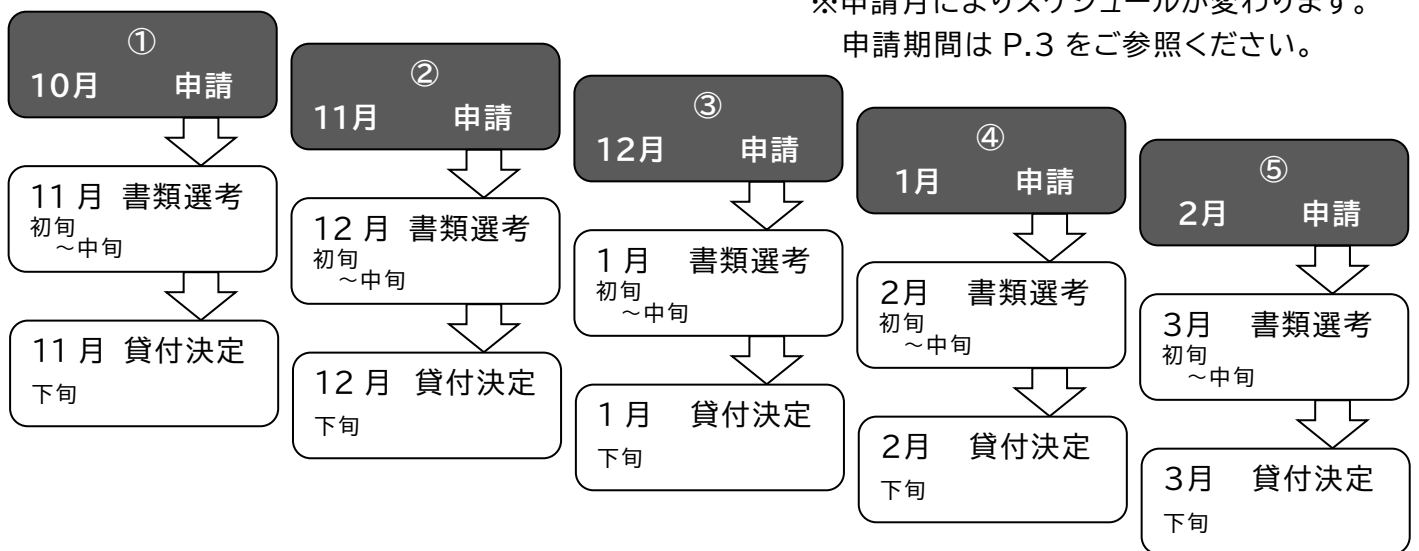 ※申請月によりスケジュールが変わります。
申請期間は P.3 をご参照ください。
①
10月 申請
11月 書類選考
初旬
～中旬
11月 貸付決定
下旬
②
11月 申請
12月 書類選考
初旬
～中旬
12月 貸付決定
下旬
③
12月 申請
1月 書類選考
初旬
～中旬
1月 貸付決定
下旬
④
1月 申請
2月 書類選考
初旬
～中旬
2月 貸付決定
下旬
⑤
2月 申請
3月 書類選考
初旬
～中旬
3月 貸付決定
下旬